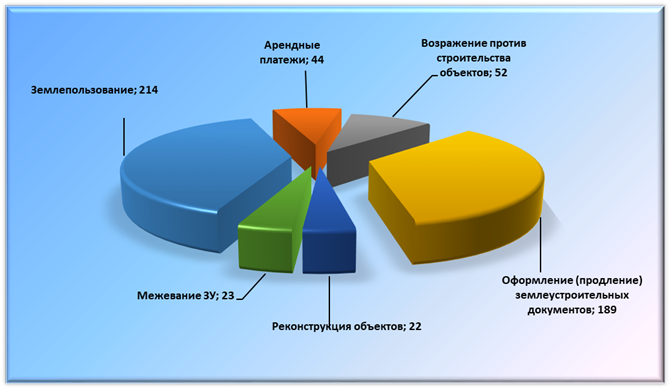 Арендные
платежи; 44
Возражение против
строительства
объектов; 52
Землепользование; 214
Оформление (продление)
землеустроительных
документов; 189
Межевание ЗУ; 23
Реконструкция объектов; 22